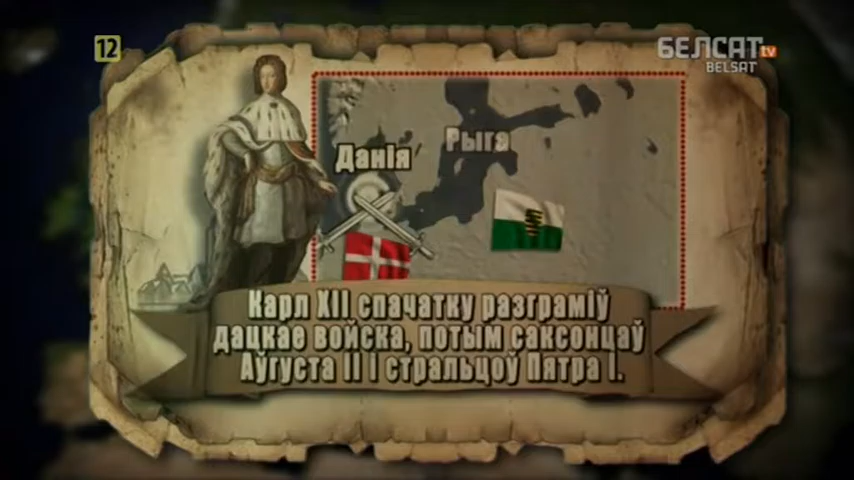 12
БЕЛСАТ tv
BELSAT
Рыга
Данія
Карл XII спачатку разграміў
дацкае войска, потым саксонцаў
Аўгуста II і стральцоў Пятра I.